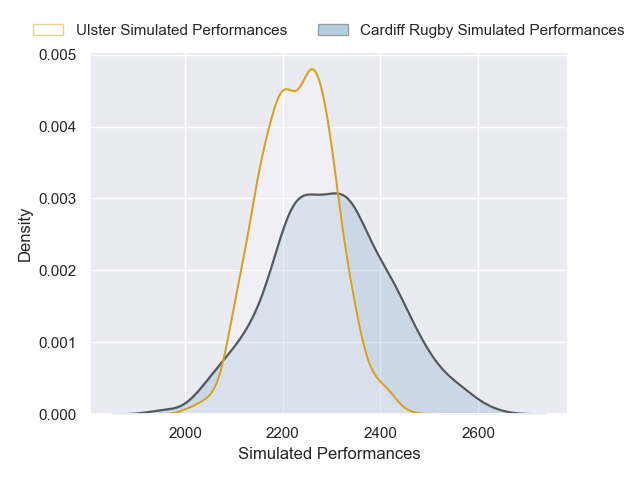 Ulster Simulated Performances
Cardiff Rugby Simulated Performances
0.005
0.004
0.003
0.002
0.001
0.000
Density
2000
2200
2400
2600
Simulated Performances